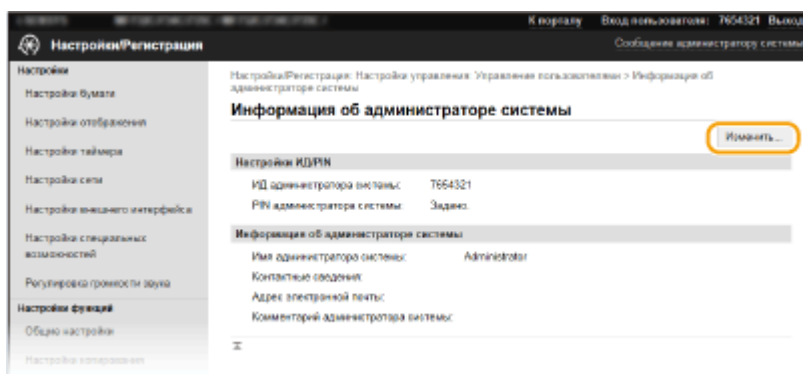 К порталу Вход пользователя: 7654321 Выход
Настройки/Регистрация
Сообщение администратору системы
Настройки
Настройки бумаги
Настройки отображения
Настройки таймера
Настройки сети
Настройки внешнего интерфейса
Настройки специальных
возможностей
Регулировка громкости звука
Настройки функций
Общие настройки
Настройки копирования
Настройки/Регистрация: Настройки управления: Управление пользователями > Информация об
администраторе системы
Информация об администраторе системы
Изменить...
Настройки ИД/PIN
ИД администратора системы: 7654321
PIN администратора системы: Задано.
Информация об администраторе системы
Имя администратора системы: Administrator
Контактные сведения:
Адрес электронной почты:
Комментарий администратора системы: